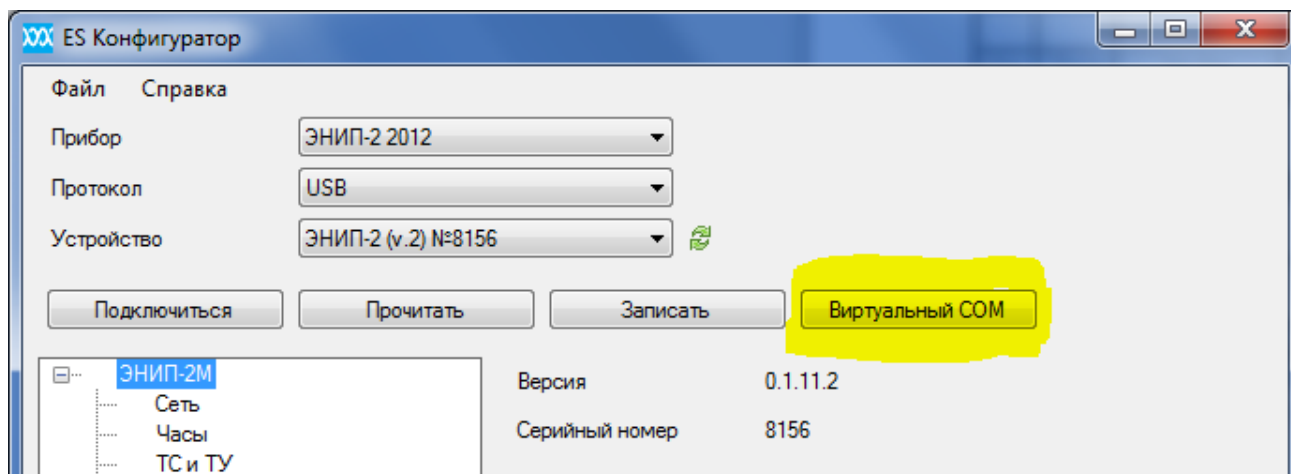 ES Конфигуратор
Файл Справка
Прибор ЭНИП-2 2012
Протокол USB
Устройство ЭНИП-2 (v.2) №8156
Подключиться Прочитать Записать Виртуальный COM
ЭНИП-2М
Сеть
Часы
ТС и ТУ
Версия 0.1.11.2
Серийный номер 8156